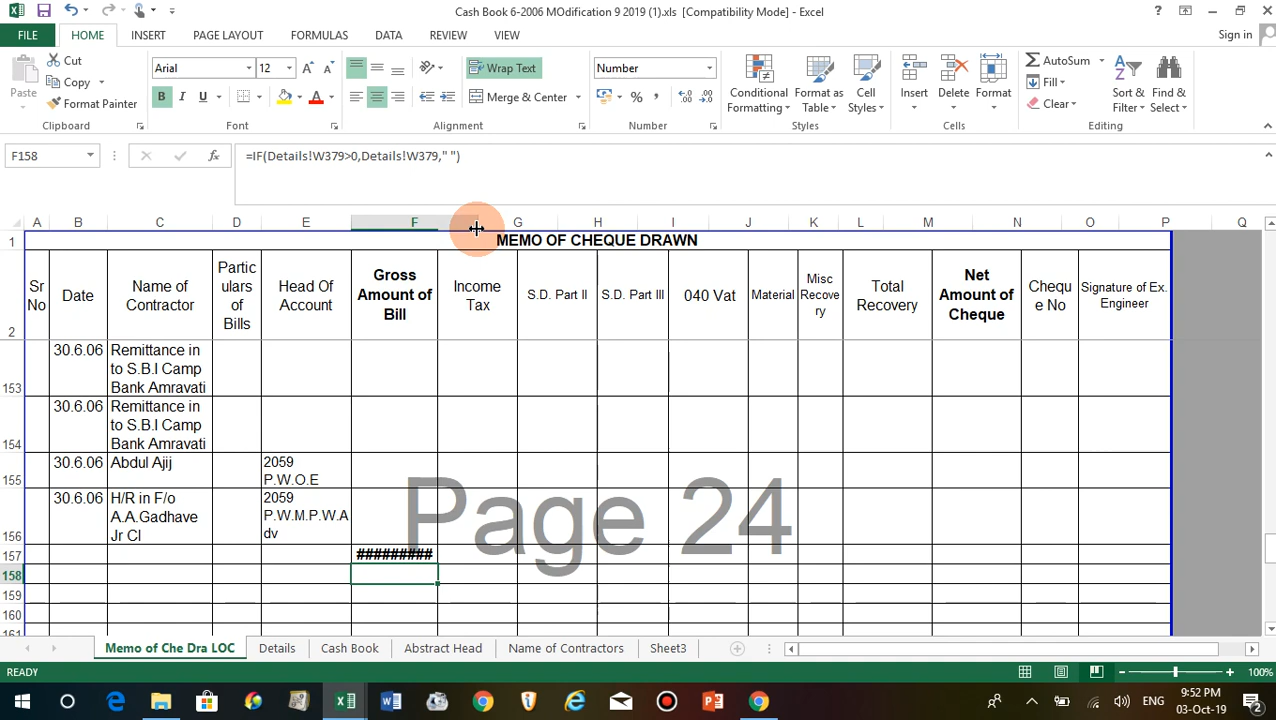 Cash Book 6-2006 MOdification 9 2019 (1).xls [Compatibility Mode] - Excel
?
FILE HOME INSERT PAGE LAYOUT FORMULAS DATA REVIEW VIEW Sign in
Paste
Cut
Copy
Format Painter
Clipboard
Arial 12
B I U
Font
Wrap Text
Merge & Center
Alignment
Number
%
Number
Conditional Formatting
Format as Table
Cell Styles
Styles
Insert Delete Format
Cells
AutoSum
Fill
Clear
Sort & Filter
Find & Select
Editing
F158 fx =IF(Details!W379>0,Details!W379," ")
A B C D E F G H I J K L M N O P Q
1 MEMO OF CHEQUE DRAWN
2 Sr No Date Name of Contractor Partic ulars of Bills Head Of Account Gross Amount of Bill Income Tax S.D. Part II S.D. Part III 040 Vat Material Misc Recove ry Total Recovery Net Amount of Cheque Chequ e No Signature of Ex. Engineer
153 30.6.06 Remittance in to S.B.I Camp Bank Amravati
154 30.6.06 Remittance in to S.B.I Camp Bank Amravati
155 30.6.06 Abdul Ajij 2059 P.W.O.E
156 30.6.06 H/R in F/o A.A.Gadhave Jr Cl 2059 P.W.M.P.W.A dv
157 #########
158
159
160
161
Page 24
Memo of Che Dra LOC Details Cash Book Abstract Head Name of Contractors Sheet3
READY 100%
ENG 9:52 PM
03-Oct-19
2